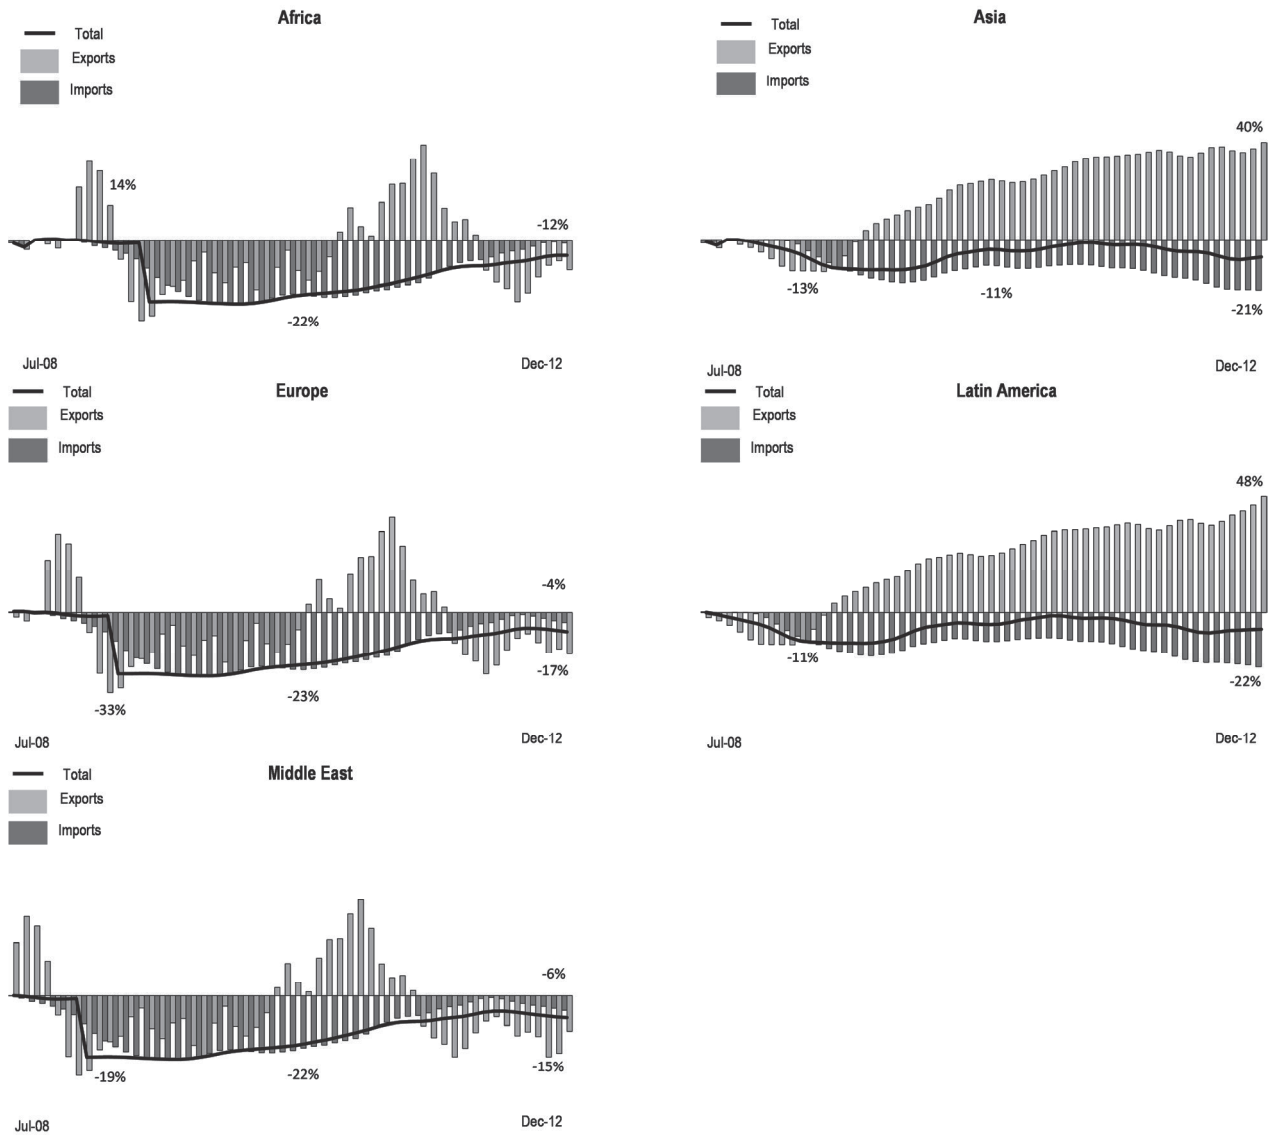 Africa
Total
Exports
Imports
14%
-12%
-22%
Jul-08
Dec-12
Asia
Total
Exports
Imports
40%
-13%
-11%
-21%
Jul-08
Dec-12
Europe
Total
Exports
Imports
-4%
-17%
-23%
-33%
Jul-08
Dec-12
Latin America
Total
Exports
Imports
48%
-11%
-22%
Jul-08
Dec-12
Middle East
Total
Exports
Imports
-6%
-15%
-19%
-22%
Jul-08
Dec-12